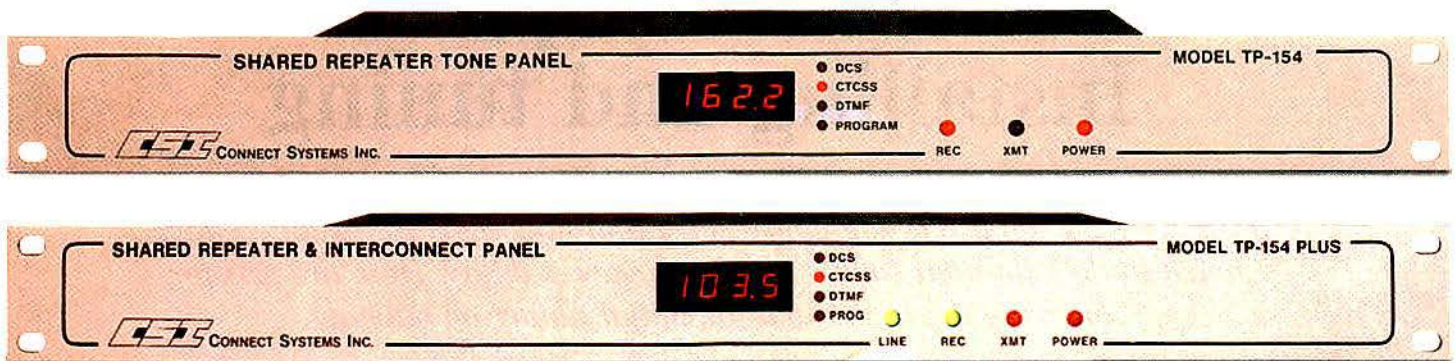 SHARED REPEATER TONE PANEL
MODEL TP-154
162.2
DCS
CTCSS
DTMF
PROGRAM
REC XMT POWER
CSI CONNECT SYSTEMS INC.
SHARED REPEATER & INTERCONNECT PANEL
MODEL TP-154 PLUS
103.5
DCS
CTCSS
DTMF
PROG
LINE REC XMT POWER
CSI CONNECT SYSTEMS INC.